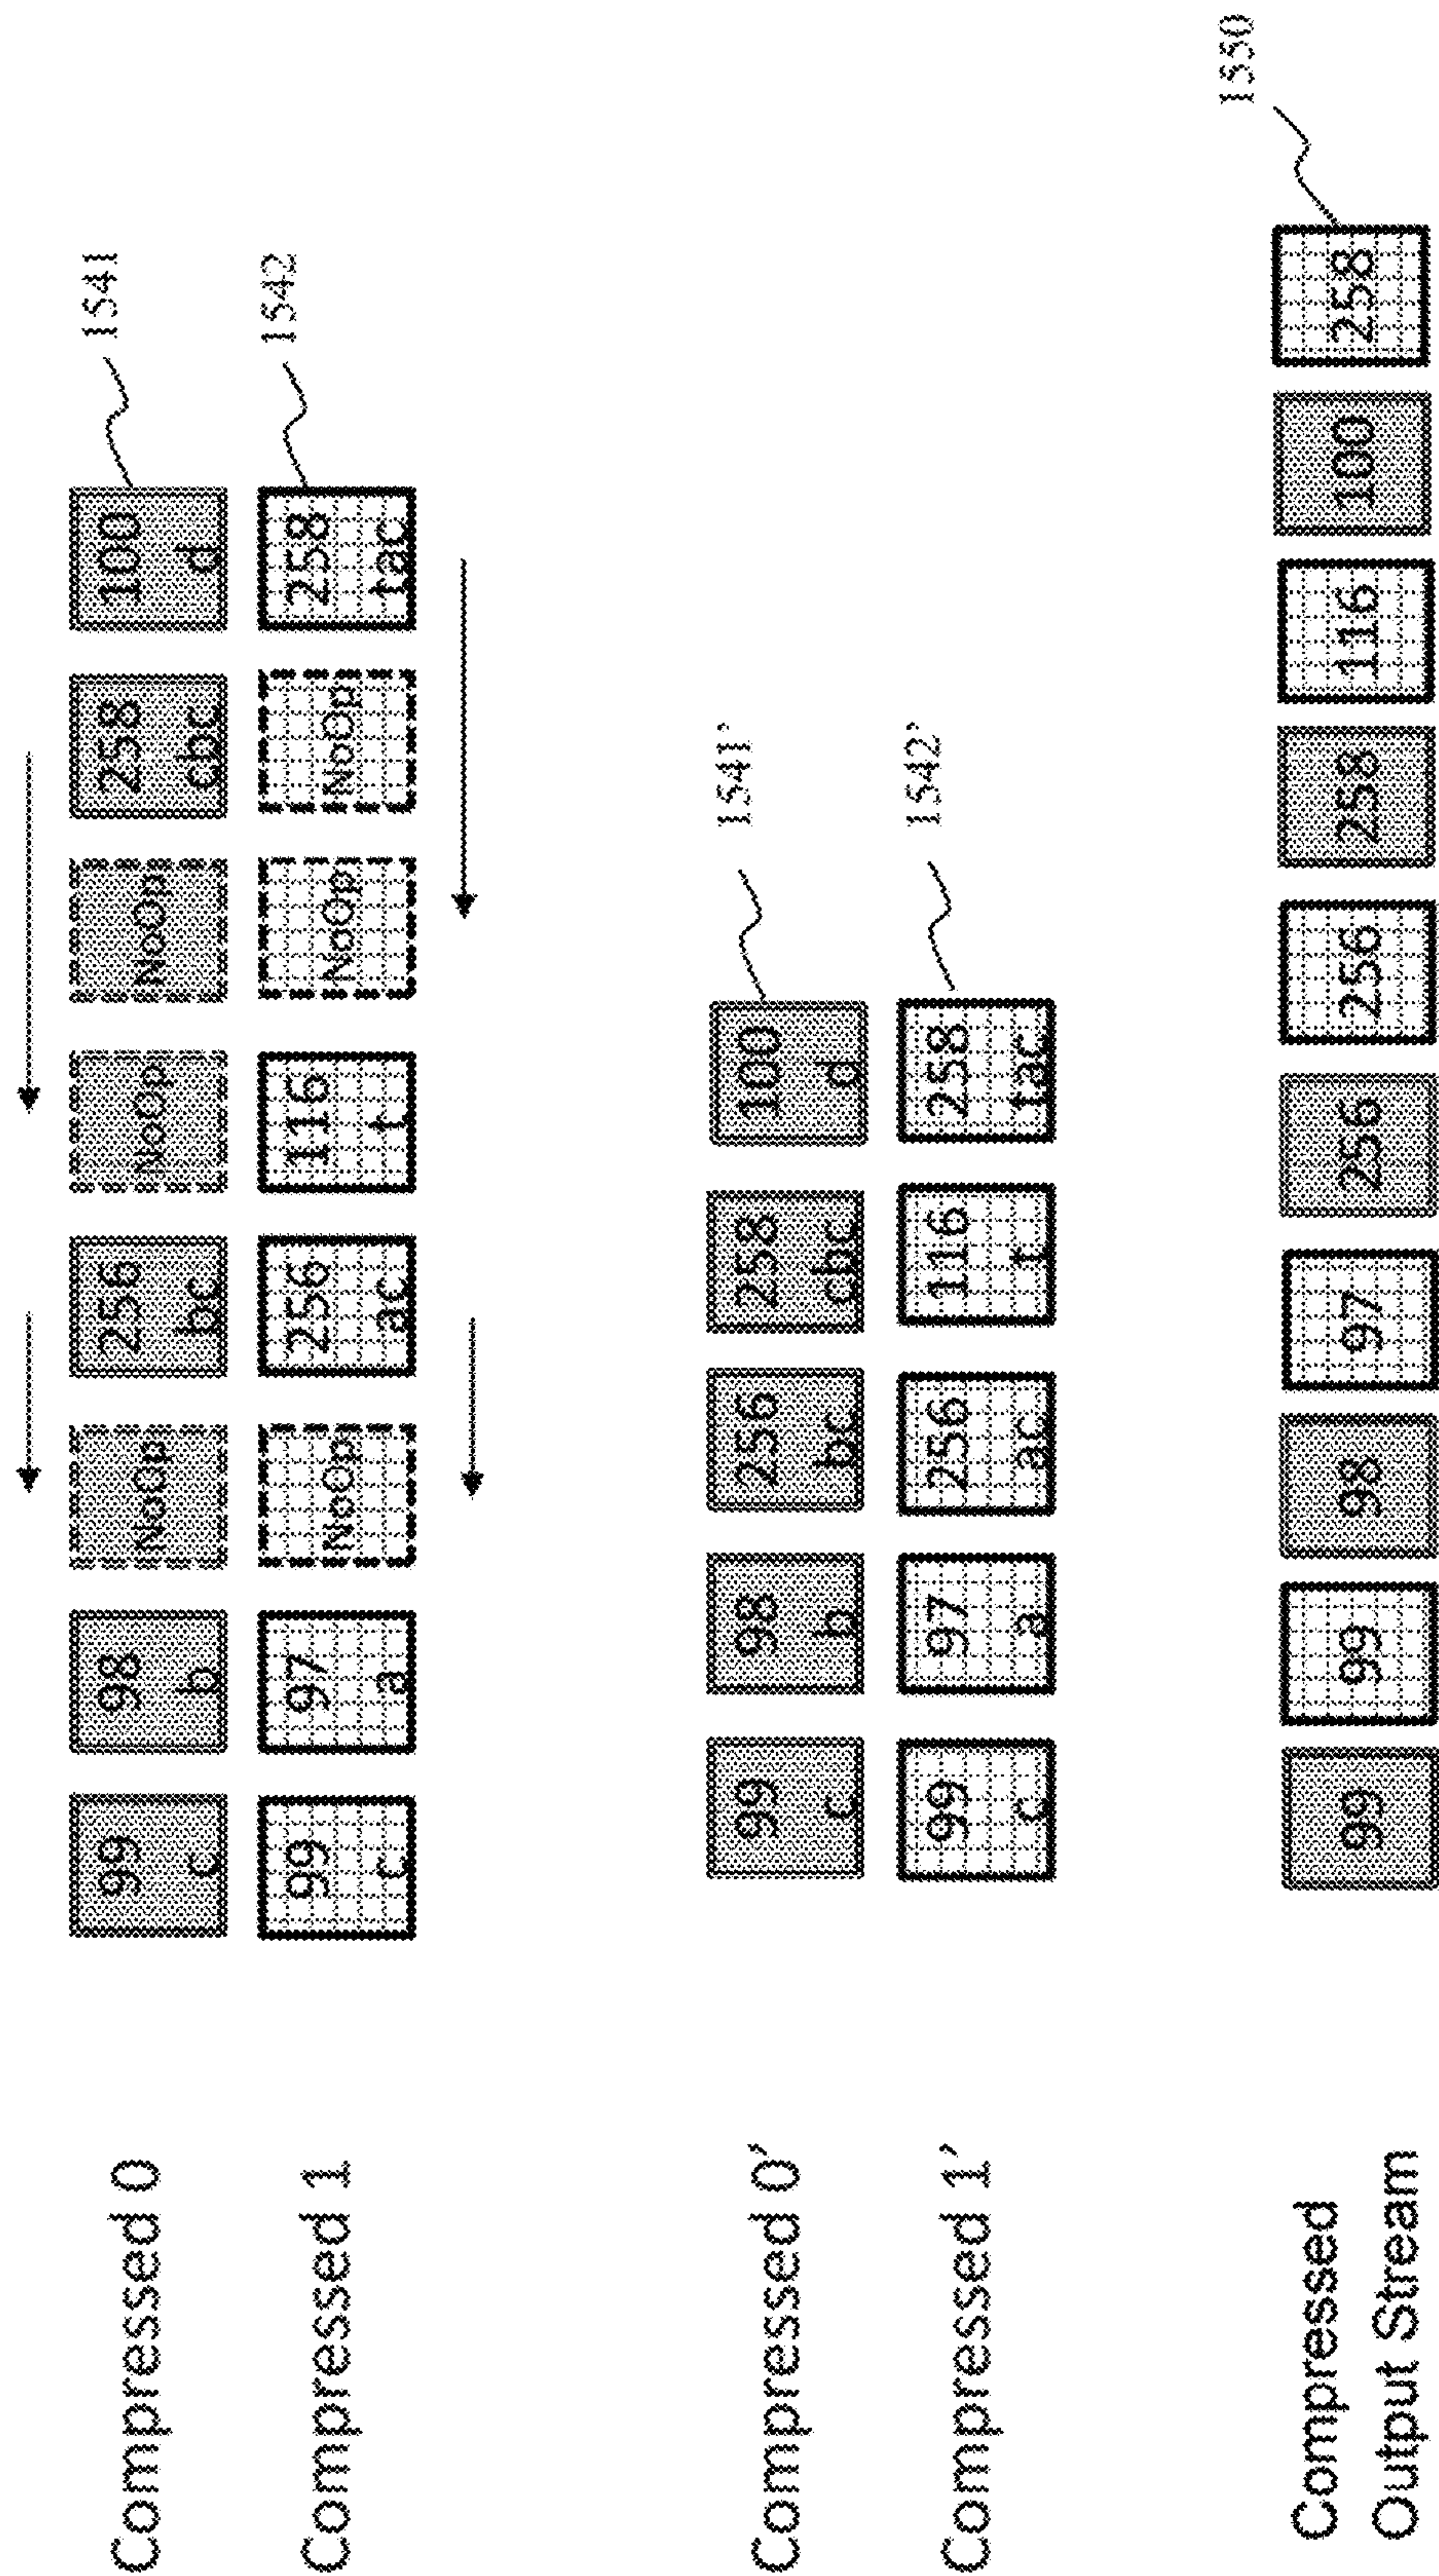 Compressed 0 99 98 NoOp 256 NoOp NoOp 258 100 1541
c b bc cbc d
Compressed 1 99 97 NoOp 256 116 NoOp NoOp 258 1542
c a ac t tac
Compressed 0' 99 98 256 258 100 1541'
c b bc cbc d
Compressed 1' 99 97 256 116 258 1542'
c a ac t tac
Compressed
Output Stream
99 99 98 97 256 256 258 116 100 258 1550